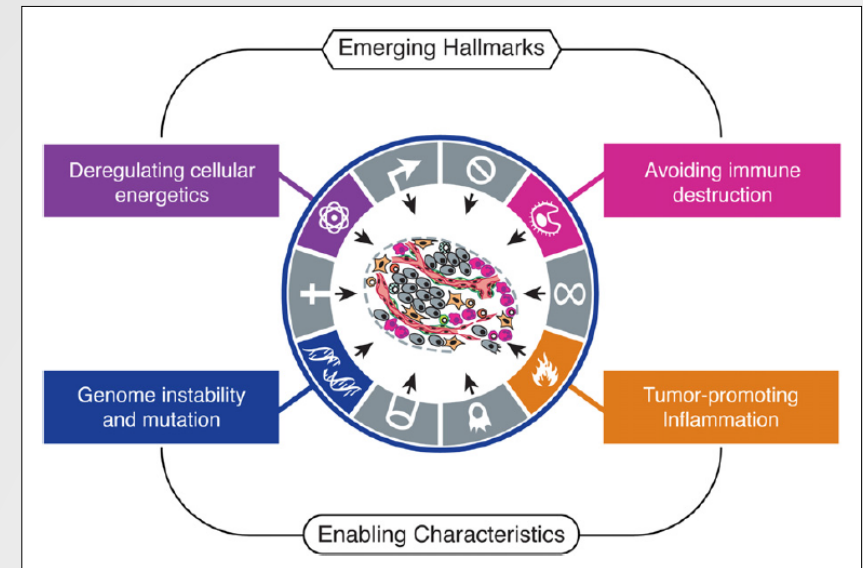 Emerging Hallmarks
Deregulating cellular
energetics
Avoiding immune
destruction
Genome instability
and mutation
Tumor-promoting
Inflammation
Enabling Characteristics